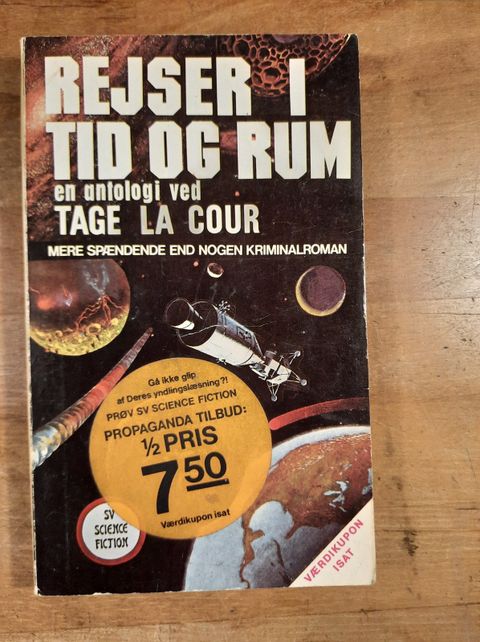 REJSER I
TID OG RUM
en antologi ved
TAGE LA COUR
MERE SPÆNDENDE END NOGEN KRIMINALROMAN
Gå ikke glip
af Deres yndlingslæsning?!
PRØV SV SCIENCE FICTION
PROPAGANDA TILBUD:
½ PRIS
7 50
Værdikupon isat
SV
SCIENCE
FICTION
VÆRDIKUPON
ISAT